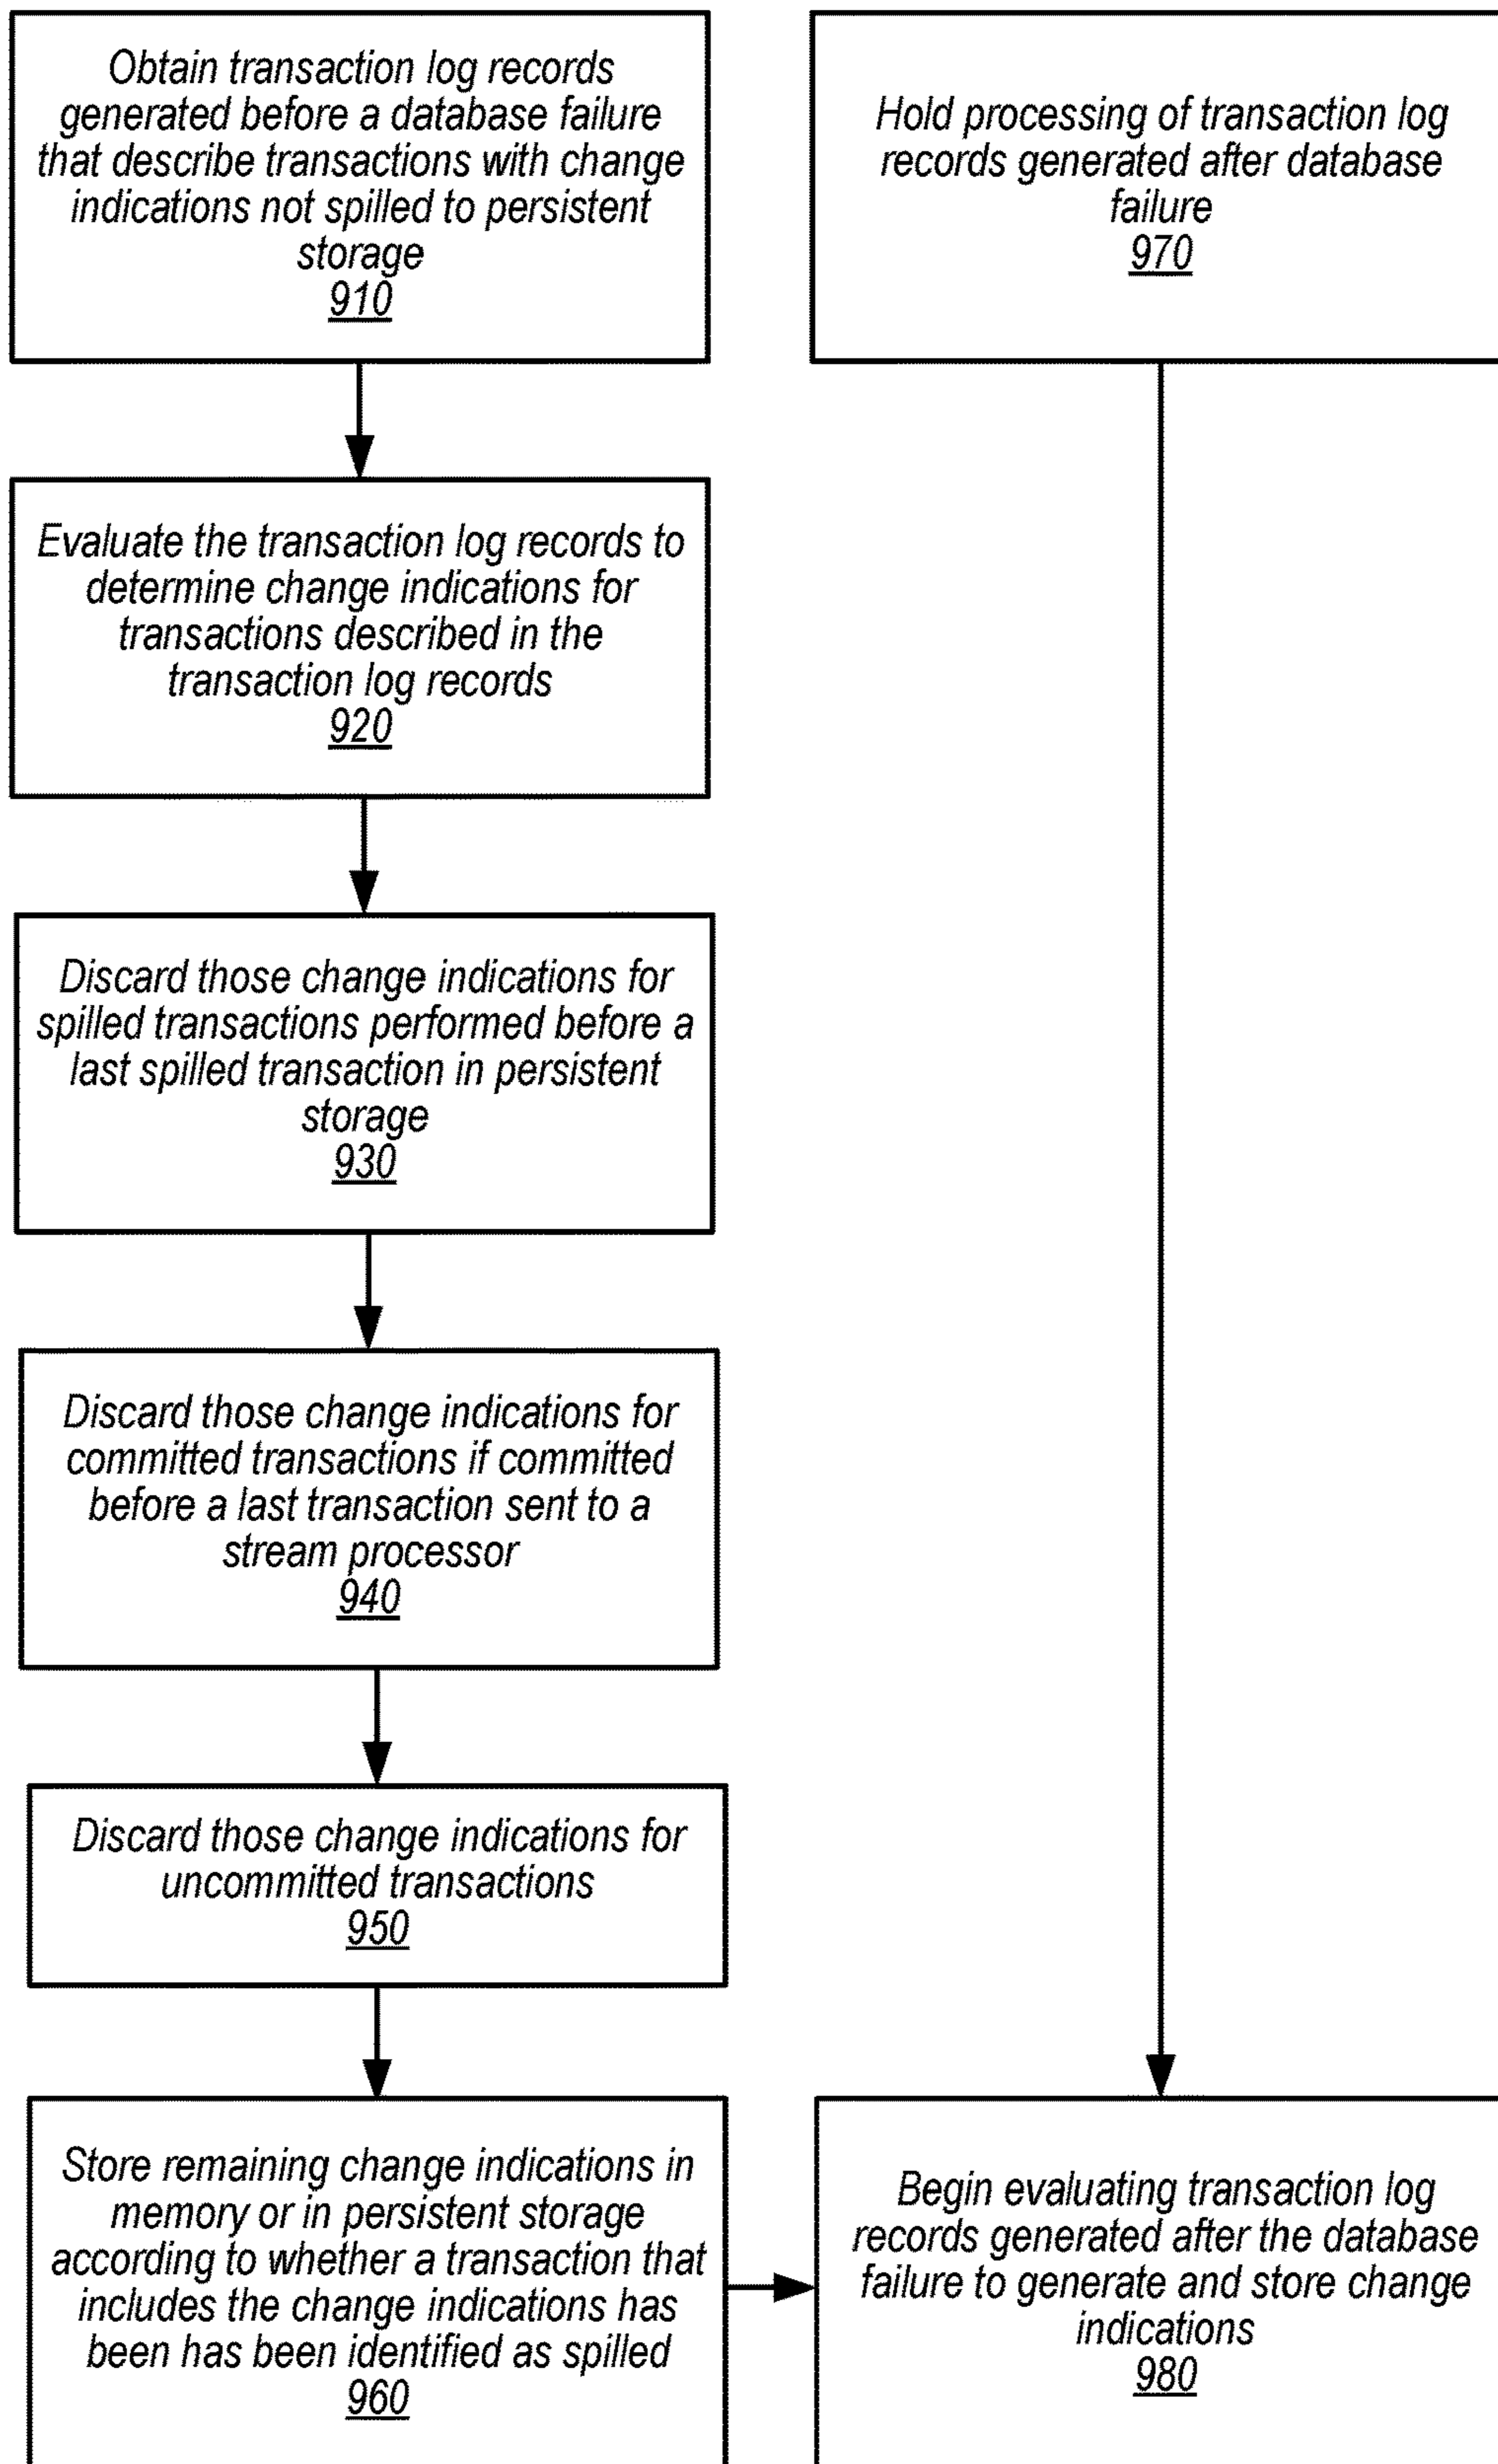 Obtain transaction log records
generated before a database failure
that describe transactions with change
indications not spilled to persistent
storage
910
Evaluate the transaction log records to
determine change indications for
transactions described in the
transaction log records
920
Discard those change indications for
spilled transactions performed before a
last spilled transaction in persistent
storage
930
Discard those change indications for
committed transactions if committed
before a last transaction sent to a
stream processor
940
Discard those change indications for
uncommitted transactions
950
Store remaining change indications in
memory or in persistent storage
according to whether a transaction that
includes the change indications has
been has been identified as spilled
960
Hold processing of transaction log
records generated after database
failure
970
Begin evaluating transaction log
records generated after the database
failure to generate and store change
indications
980